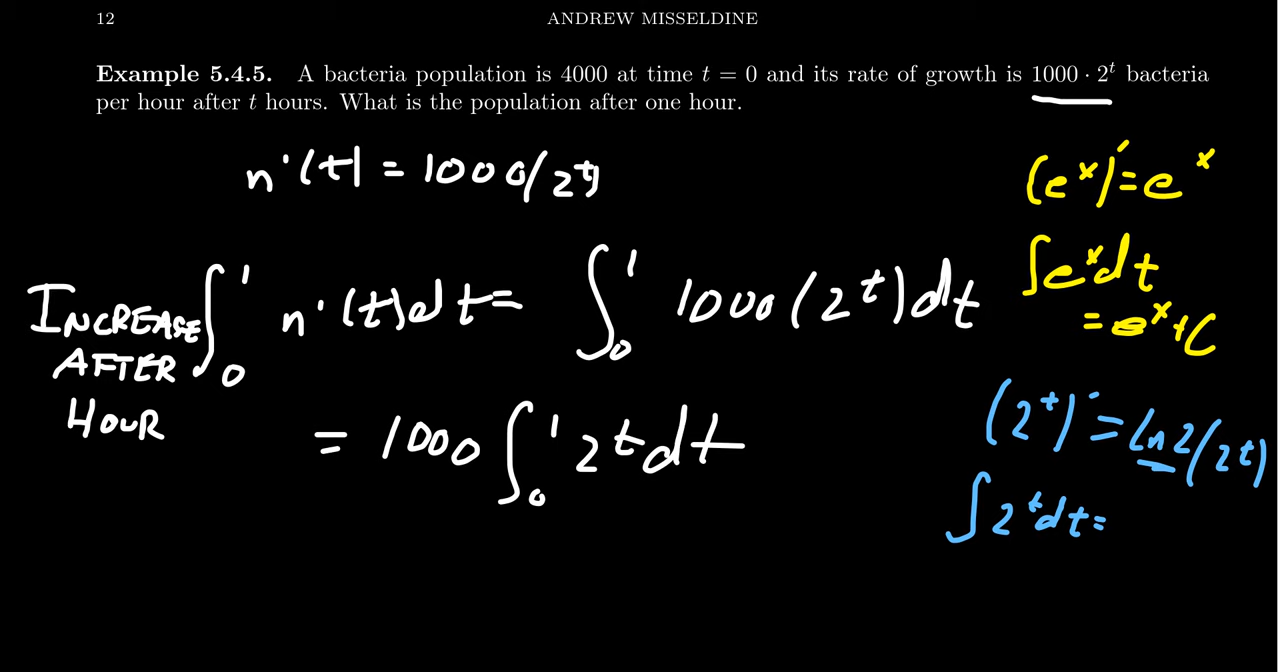 12 ANDREW MISSELDINE
Example 5.4.5. A bacteria population is 4000 at time t = 0 and its rate of growth is 1000 · 2^t bacteria
per hour after t hours. What is the population after one hour.
n'(t) = 1000(2^t)
INCREASE
AFTER
HOUR
∫_0^1 n'(t)dt = ∫_0^1 1000(2^t)dt
= 1000 ∫_0^1 2^t dt
(e^x)' = e^x
∫e^x dt
= e^x + C
(2^t)' = ln 2(2^t)
∫2^t dt =